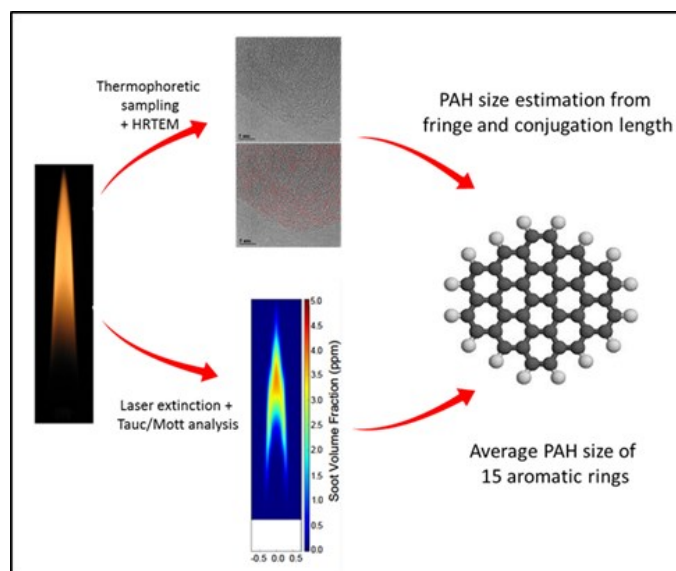 Thermophoretic
sampling
+ HRTEM
PAH size estimation from
fringe and conjugation length
Laser extinction +
Tauc/Mott analysis
5.0
4.5
4.0
3.5
3.0
2.5
2.0
1.5
1.0
0.5
0.0
Soot Volume Fraction (ppm)
-0.5 0.0 0.5
Average PAH size of
15 aromatic rings